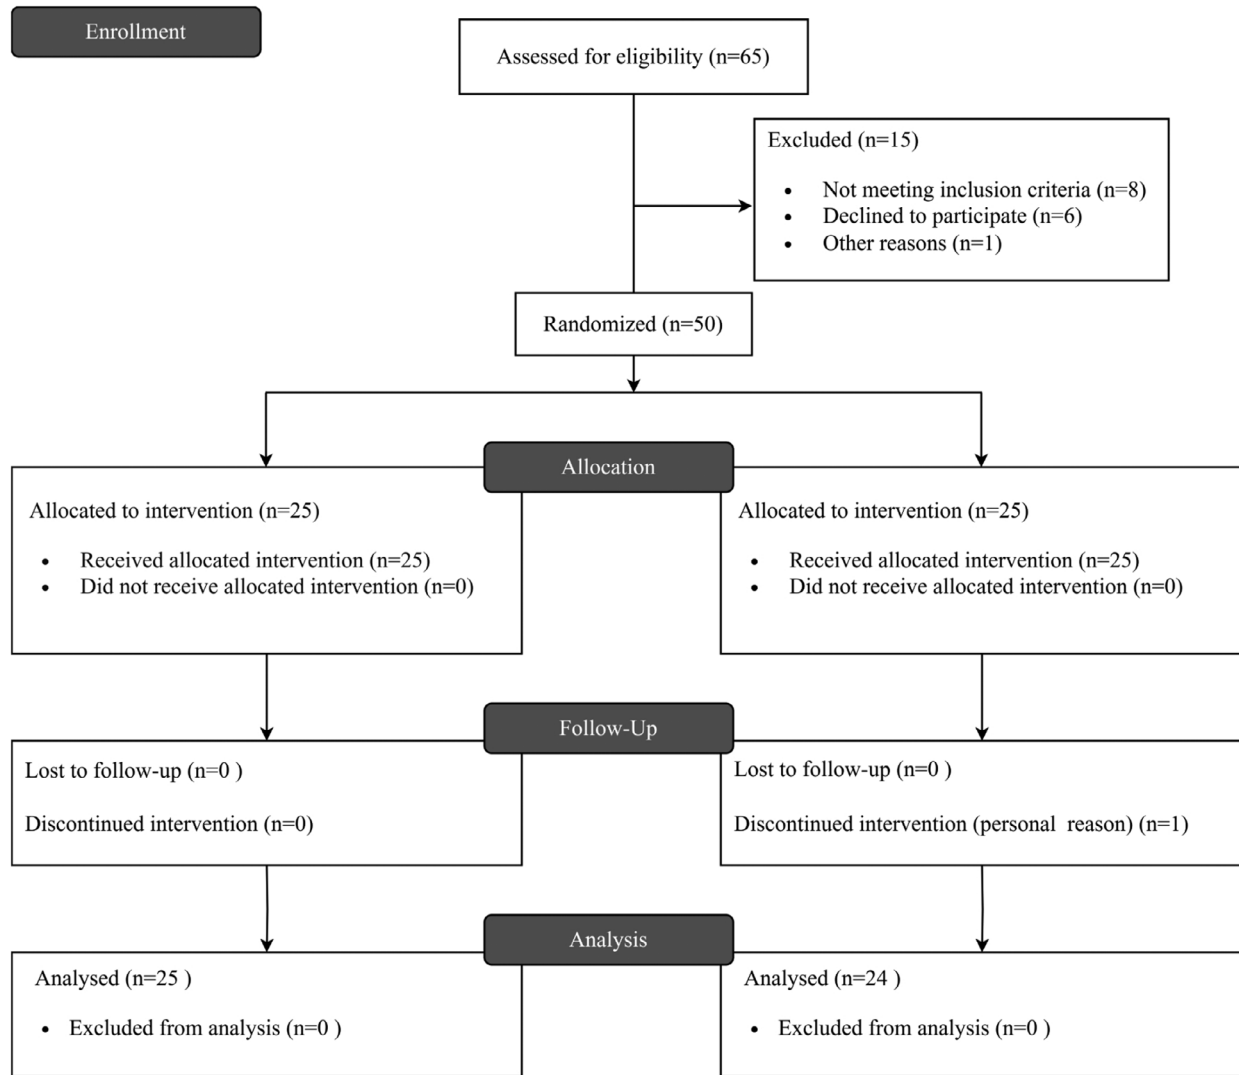 Enrollment
Assessed for eligibility (n=65)
Excluded (n=15)
• Not meeting inclusion criteria (n=8)
• Declined to participate (n=6)
• Other reasons (n=1)
Randomized (n=50)
Allocation
Allocated to intervention (n=25)
• Received allocated intervention (n=25)
• Did not receive allocated intervention (n=0)
Allocated to intervention (n=25)
• Received allocated intervention (n=25)
• Did not receive allocated intervention (n=0)
Follow-Up
Lost to follow-up (n=0 )
Discontinued intervention (n=0)
Lost to follow-up (n=0 )
Discontinued intervention (personal reason) (n=1)
Analysis
Analysed (n=25 )
• Excluded from analysis (n=0 )
Analysed (n=24 )
• Excluded from analysis (n=0 )